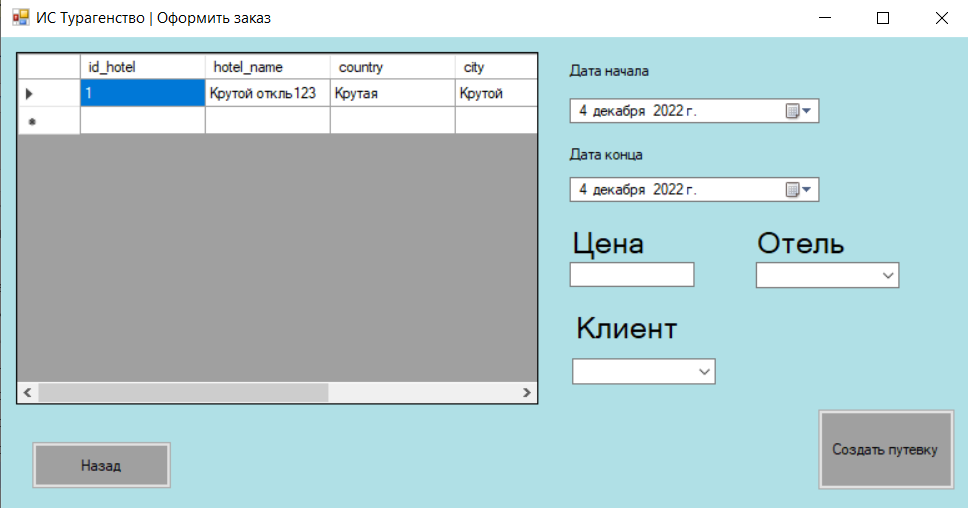 ИС Турагенство | Оформить заказ
id_hotel hotel_name country city
1 Крутой откль123 Крутая Крутой
Дата начала
4 декабря 2022 г.
Дата конца
4 декабря 2022 г.
Цена Отель
Клиент
Назад
Создать путевку